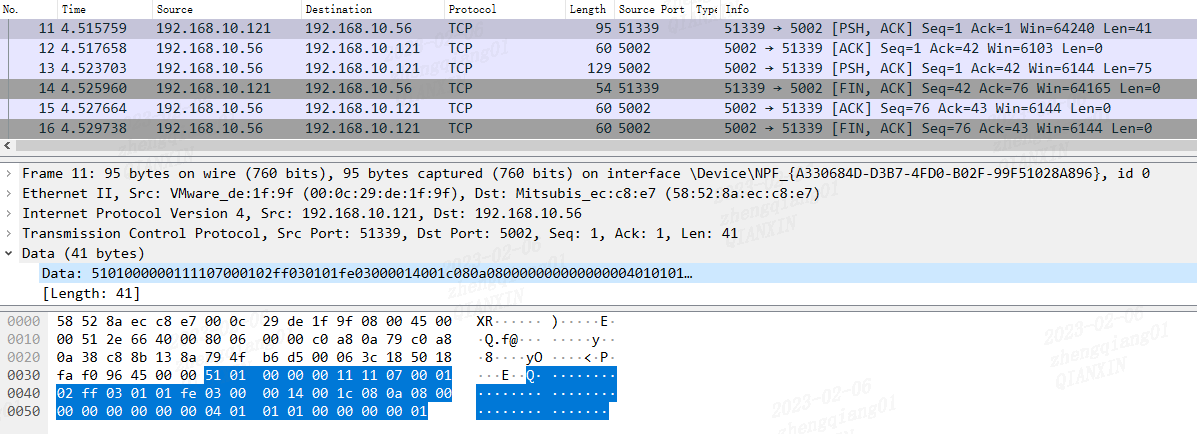 No. Time Source Destination Protocol Length Source Port Type Info
11 4.515759 192.168.10.121 192.168.10.56 TCP 95 51339 51339 → 5002 [PSH, ACK] Seq=1 Ack=1 Win=64240 Len=41
12 4.517658 192.168.10.56 192.168.10.121 TCP 60 5002 5002 → 51339 [ACK] Seq=1 Ack=42 Win=6103 Len=0
13 4.523703 192.168.10.56 192.168.10.121 TCP 129 5002 5002 → 51339 [PSH, ACK] Seq=1 Ack=42 Win=6144 Len=75
14 4.525960 192.168.10.121 192.168.10.56 TCP 54 51339 51339 → 5002 [FIN, ACK] Seq=42 Ack=76 Win=64165 Len=0
15 4.527664 192.168.10.56 192.168.10.121 TCP 60 5002 5002 → 51339 [ACK] Seq=76 Ack=43 Win=6144 Len=0
16 4.529738 192.168.10.56 192.168.10.121 TCP 60 5002 5002 → 51339 [FIN, ACK] Seq=76 Ack=43 Win=6144 Len=0
Frame 11: 95 bytes on wire (760 bits), 95 bytes captured (760 bits) on interface \Device\NPF_{A330684D-D3B7-4FD0-B02F-99F51028A896}, id 0
Ethernet II, Src: VMware_de:1f:9f (00:0c:29:de:1f:9f), Dst: Mitsubis_ec:c8:e7 (58:52:8a:ec:c8:e7)
Internet Protocol Version 4, Src: 192.168.10.121, Dst: 192.168.10.56
Transmission Control Protocol, Src Port: 51339, Dst Port: 5002, Seq: 1, Ack: 1, Len: 41
Data (41 bytes)
Data: 5101000000111107000102ff030101fe03000014001c080a080000000000000004010101…
[Length: 41]
0000 58 52 8a ec c8 e7 00 0c 29 de 1f 9f 08 00 45 00 XR······ )·····E·
0010 00 51 2e 66 40 00 80 06 00 00 c0 a8 0a 79 c0 a8 ·Q.f@··· ·····y··
0020 0a 38 c8 8b 13 8a 79 4f b6 d5 00 06 3c 18 50 18 ·8····yO ····<·P·
0030 fa f0 96 45 00 00 51 01 00 00 00 11 11 07 00 01 ···E··Q· ········
0040 02 ff 03 01 01 fe 03 00 00 14 00 1c 08 0a 08 00 ········ ········
0050 00 00 00 00 00 00 04 01 01 01 00 00 00 00 01 ········ ·······
2023-02-06
zhengqiang01
QIANXIN